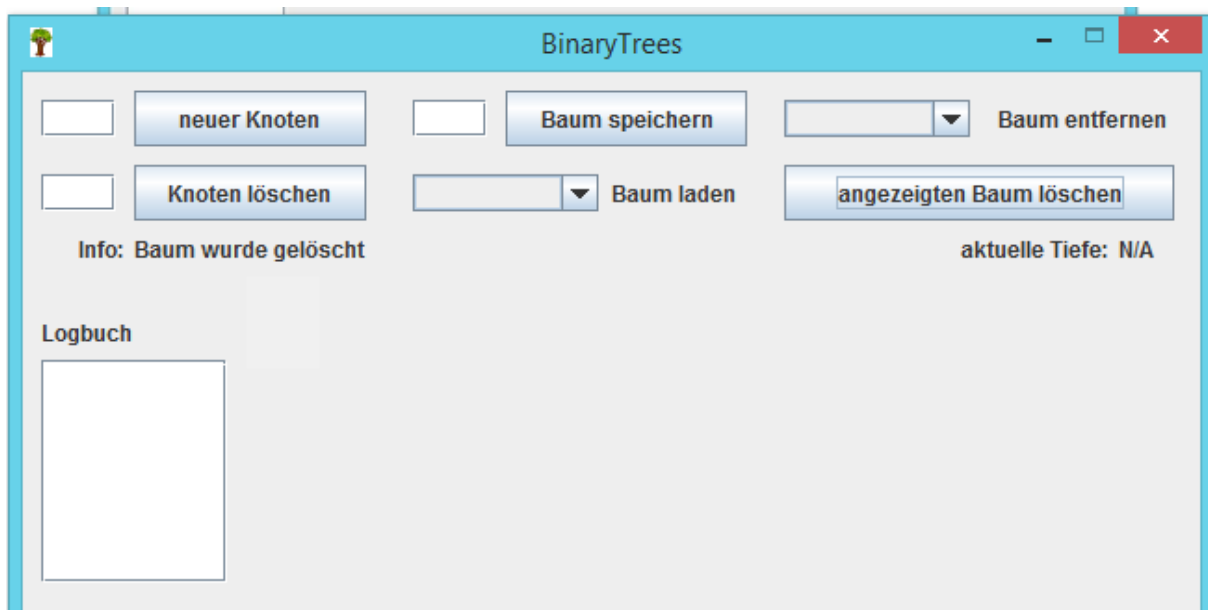 BinaryTrees
neuer Knoten Baum speichern Baum entfernen
Knoten löschen Baum laden angezeigten Baum löschen
Info: Baum wurde gelöscht aktuelle Tiefe: N/A
Logbuch